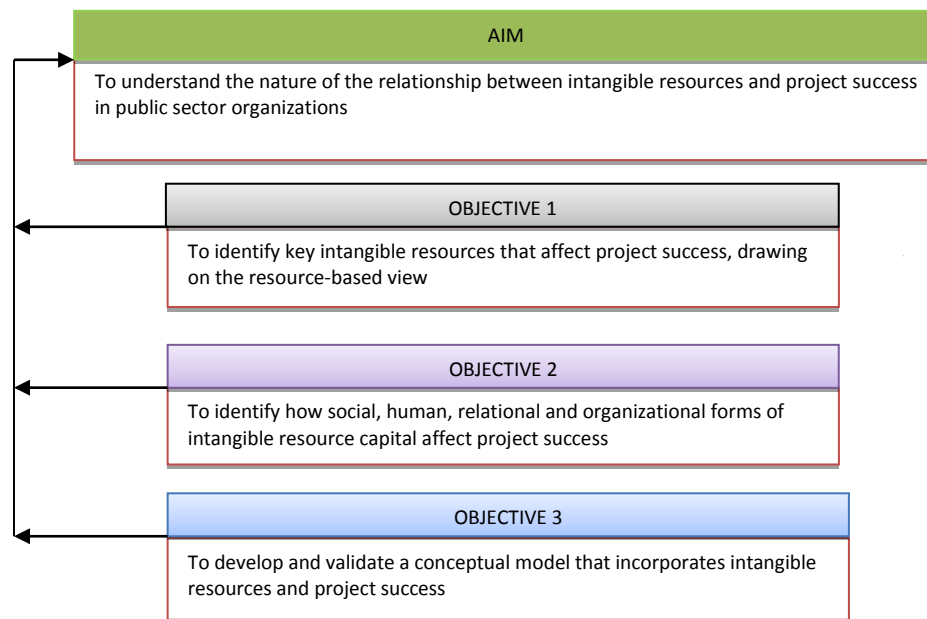 AIM
To understand the nature of the relationship between intangible resources and project success
in public sector organizations
OBJECTIVE 1
To identify key intangible resources that affect project success, drawing
on the resource-based view
OBJECTIVE 2
To identify how social, human, relational and organizational forms of
intangible resource capital affect project success
OBJECTIVE 3
To develop and validate a conceptual model that incorporates intangible
resources and project success